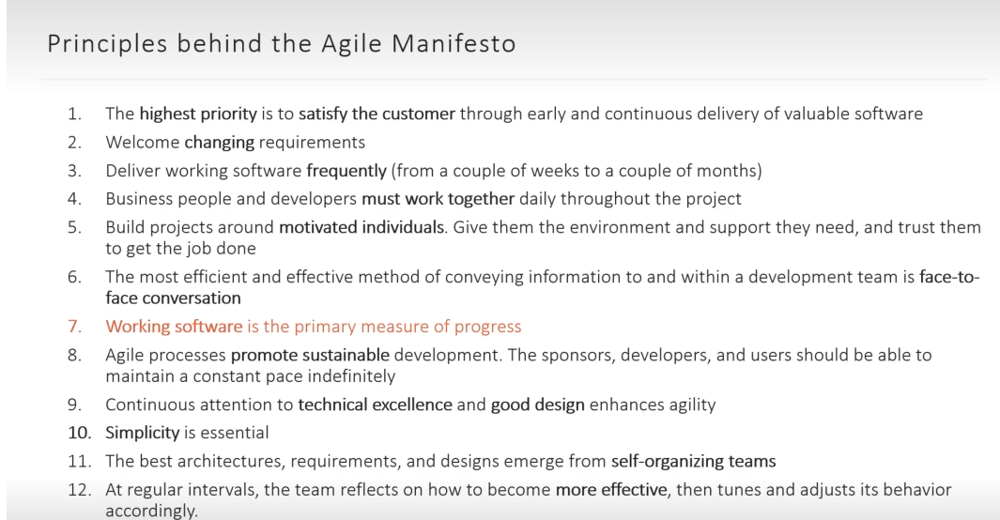 Principles behind the Agile Manifesto
1. The highest priority is to satisfy the customer through early and continuous delivery of valuable software
2. Welcome changing requirements
3. Deliver working software frequently (from a couple of weeks to a couple of months)
4. Business people and developers must work together daily throughout the project
5. Build projects around motivated individuals. Give them the environment and support they need, and trust them
to get the job done
6. The most efficient and effective method of conveying information to and within a development team is face-to-
face conversation
7. Working software is the primary measure of progress
8. Agile processes promote sustainable development. The sponsors, developers, and users should be able to
maintain a constant pace indefinitely
9. Continuous attention to technical excellence and good design enhances agility
10. Simplicity is essential
11. The best architectures, requirements, and designs emerge from self-organizing teams
12. At regular intervals, the team reflects on how to become more effective, then tunes and adjusts its behavior
accordingly.